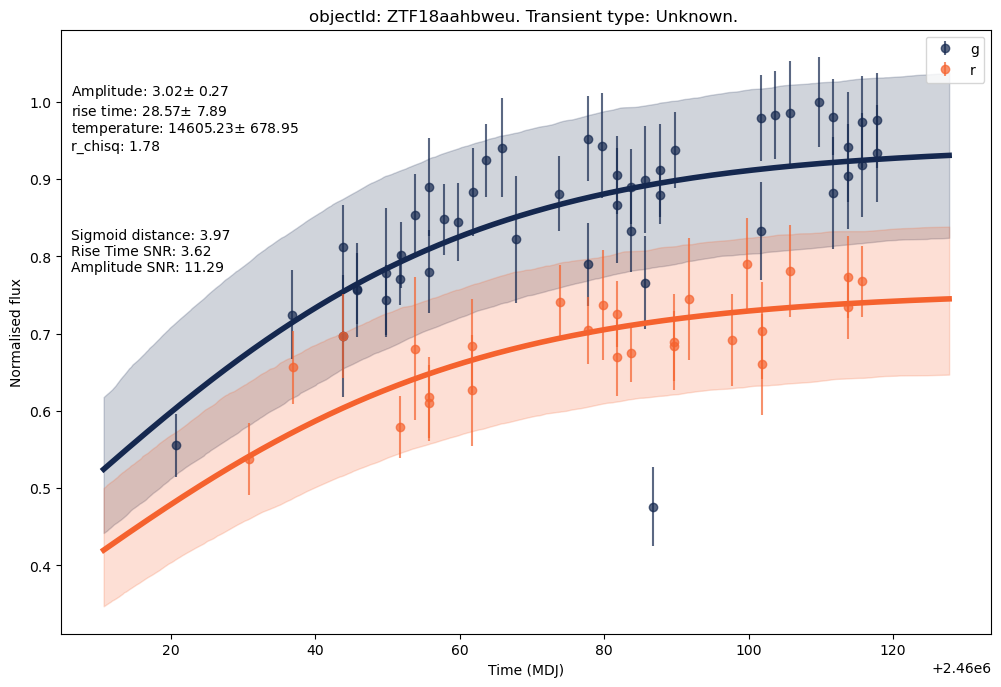 objectId: ZTF18aahbweu. Transient type: Unknown.
g
r
Amplitude: 3.02± 0.27
rise time: 28.57± 7.89
temperature: 14605.23± 678.95
r_chisq: 1.78
Sigmoid distance: 3.97
Rise Time SNR: 3.62
Amplitude SNR: 11.29
Normalised flux
1.0
0.9
0.8
0.7
0.6
0.5
0.4
20
40
60
80
100
120
Time (MDJ)
+2.46e6